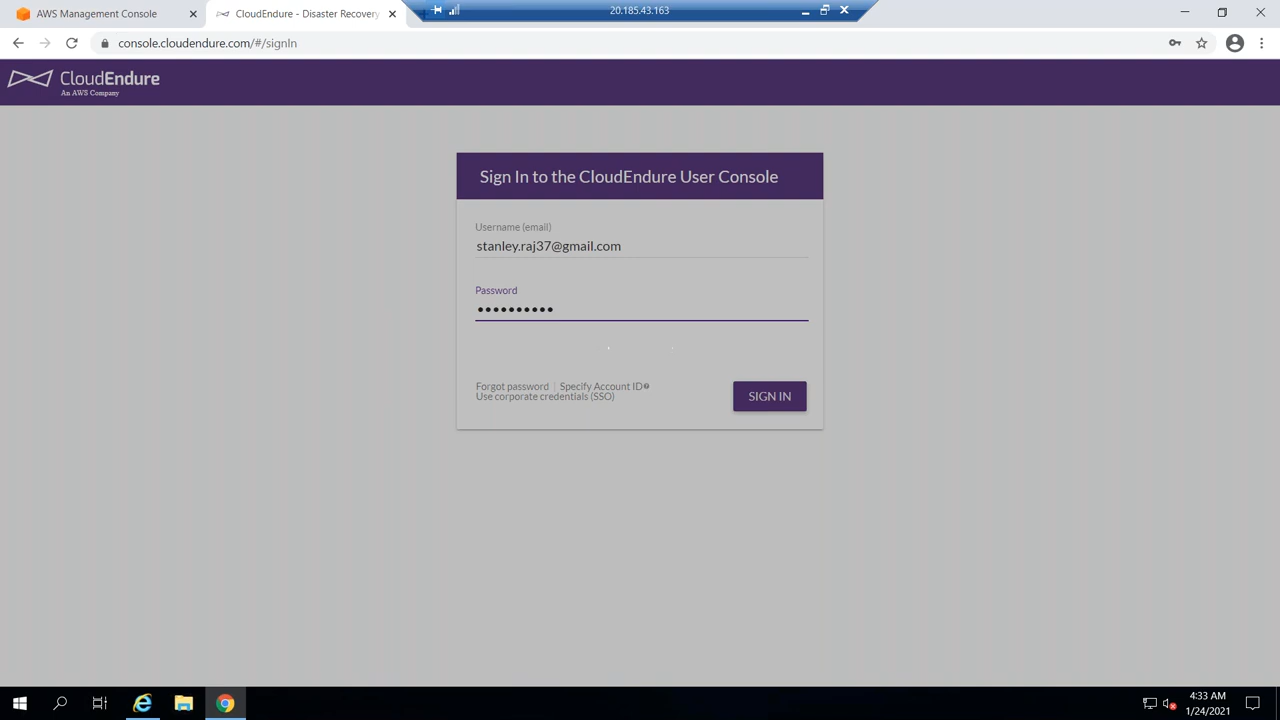 AWS Management Console
CloudEndure - Disaster Recovery
20.185.43.163
console.cloudendure.com/#/signIn
CloudEndure
An AWS Company
Sign In to the CloudEndure User Console
Username (email)
stanley.raj37@gmail.com
Password
••••••••••
Forgot password | Specify Account ID
Use corporate credentials (SSO)
SIGN IN
4:33 AM
1/24/2021